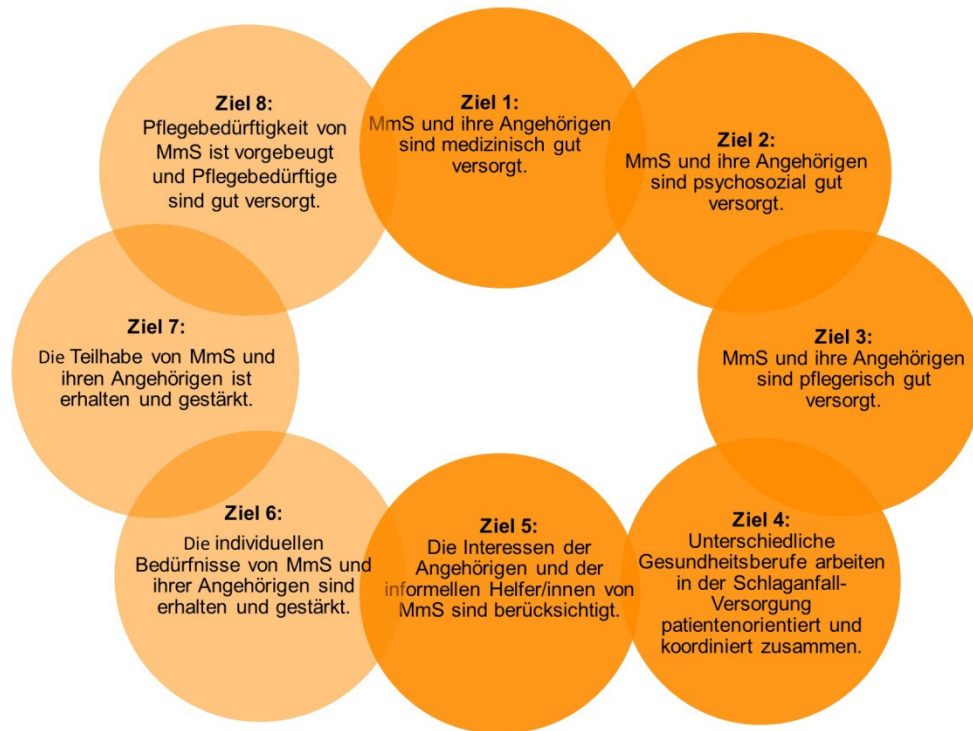 Ziel 1:
MmS und ihre Angehörigen
sind medizinisch gut
versorgt.
Ziel 2:
MmS und ihre Angehörigen
sind psychosozial gut
versorgt.
Ziel 3:
MmS und ihre Angehörigen
sind pflegerisch gut
versorgt.
Ziel 4:
Unterschiedliche
Gesundheitsberufe arbeiten
in der Schlaganfall-
Versorgung
patientenorientiert und
koordiniert zusammen.
Ziel 5:
Die Interessen der
Angehörigen und der
informellen Helfer/innen von
MmS sind berücksichtigt.
Ziel 6:
Die individuellen
Bedürfnisse von MmS und
ihrer Angehörigen sind
erhalten und gestärkt.
Ziel 7:
Die Teilhabe von MmS und
ihren Angehörigen ist
erhalten und gestärkt.
Ziel 8:
Pflegebedürftigkeit von
MmS ist vorgebeugt
und Pflegebedürftige
sind gut versorgt.